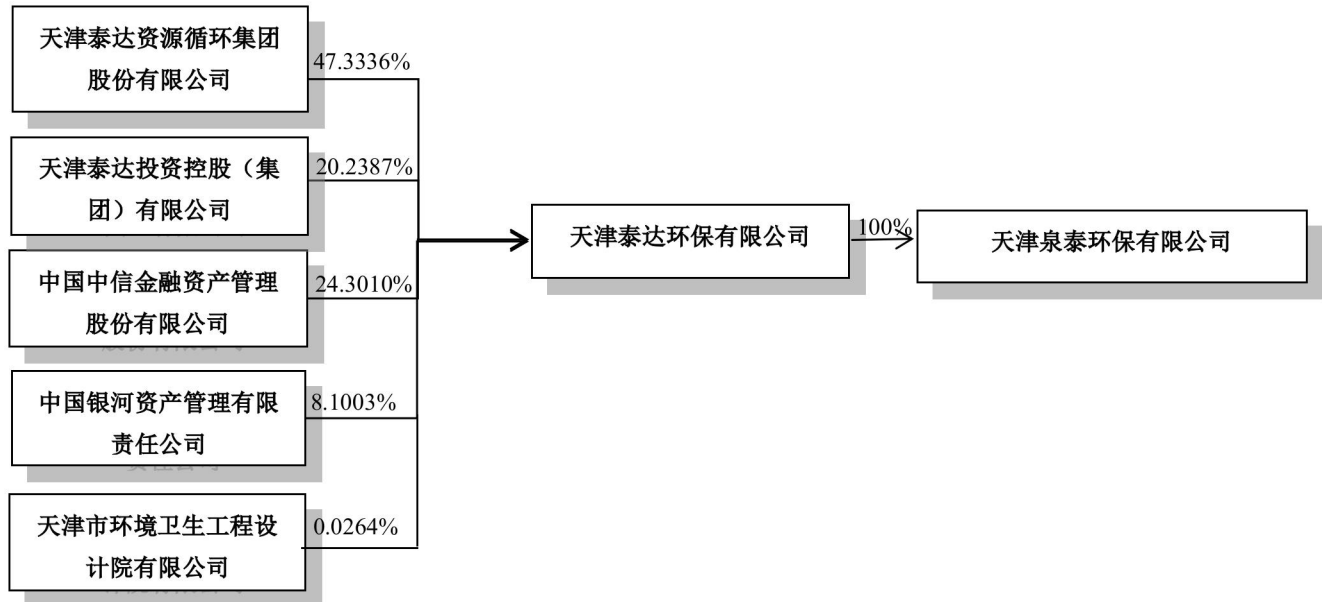 天津泰达资源循环集团
股份有限公司
47.3336%
天津泰达投资控股（集
团）有限公司
20.2387%
中国中信金融资产管理
股份有限公司
24.3010%
中国银河资产管理有限
责任公司
8.1003%
天津市环境卫生工程设
计院有限公司
0.0264%
天津泰达环保有限公司
100%
天津泉泰环保有限公司